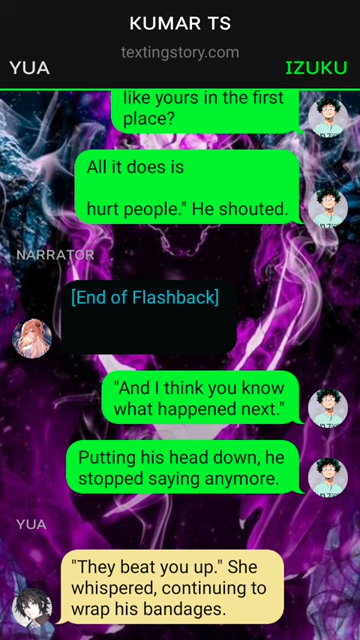 KUMAR TS
textingstory.com
YUA
IZUKU
like yours in the first
place?
All it does is
hurt people." He shouted.
NARRATOR
[End of Flashback]
"And I think you know
what happened next."
Putting his head down, he
stopped saying anymore.
YUA
"They beat you up." She
whispered, continuing to
wrap his bandages.